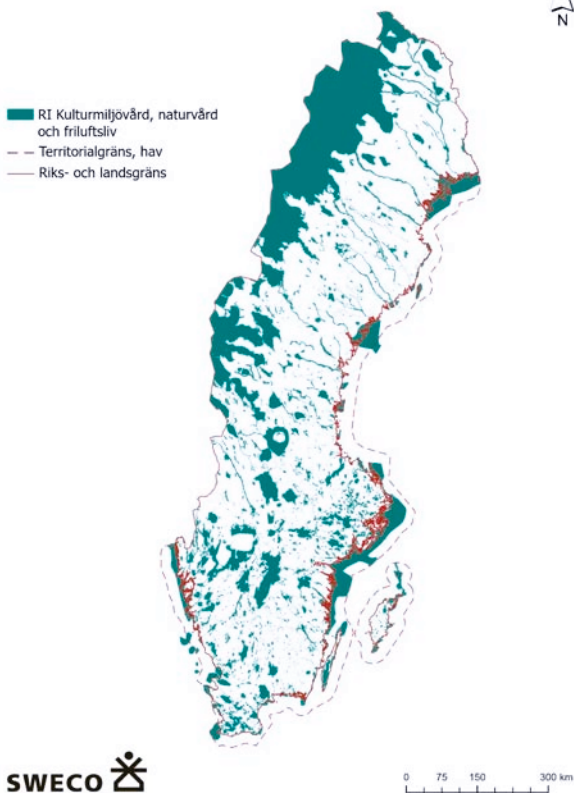 N
RI Kulturmiljövård, naturvård
och friluftsliv
Territorialgräns, hav
Riks- och landsgräns
SWECO
0 75 150 300 km